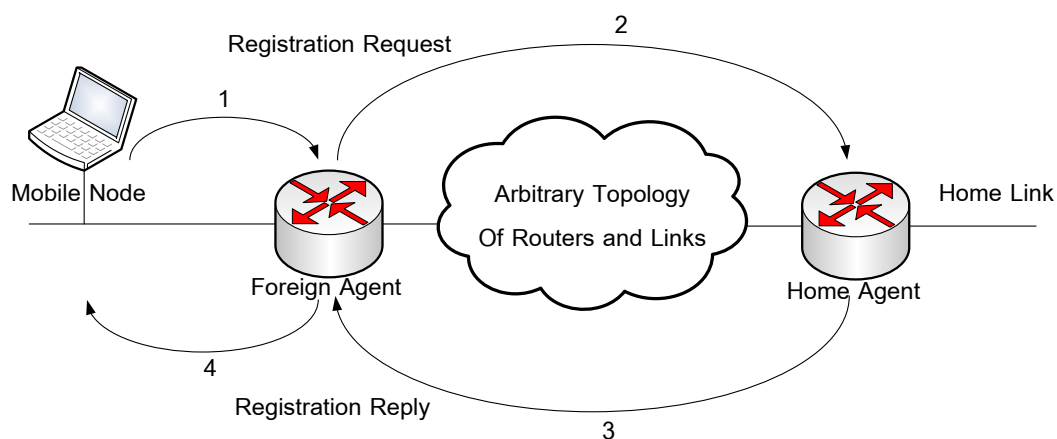 2
Registration Request
1
Mobile Node
Arbitrary Topology
Of Routers and Links
Home Link
Foreign Agent
Home Agent
4
Registration Reply
3